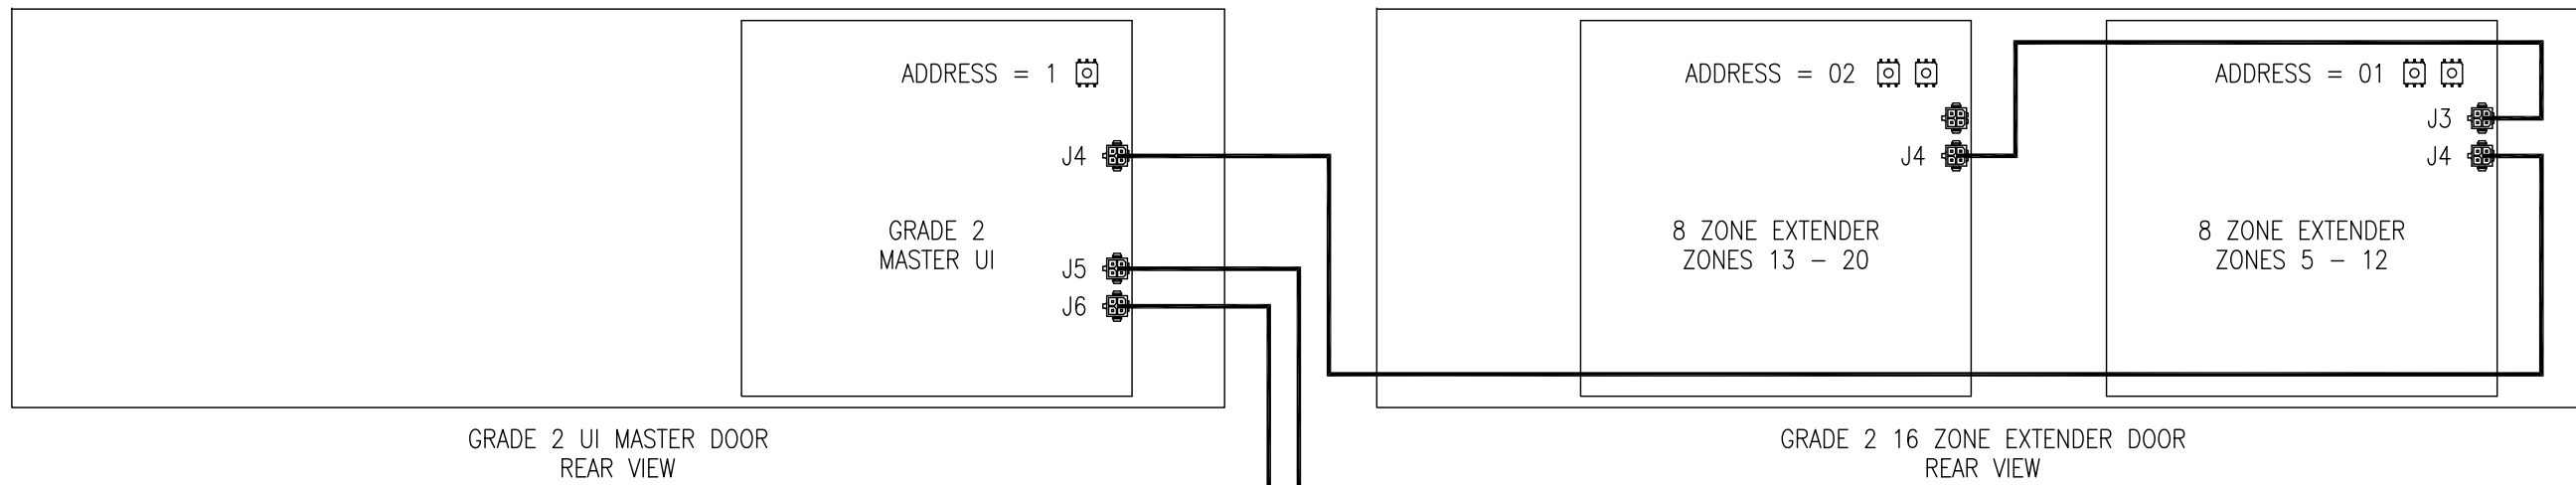 ADDRESS = 1
J4
GRADE 2
MASTER UI
J5
J6
GRADE 2 UI MASTER DOOR
REAR VIEW
ADDRESS = 02
J4
8 ZONE EXTENDER
ZONES 13 - 20
ADDRESS = 01
J3
J4
8 ZONE EXTENDER
ZONES 5 - 12
GRADE 2 16 ZONE EXTENDER DOOR
REAR VIEW